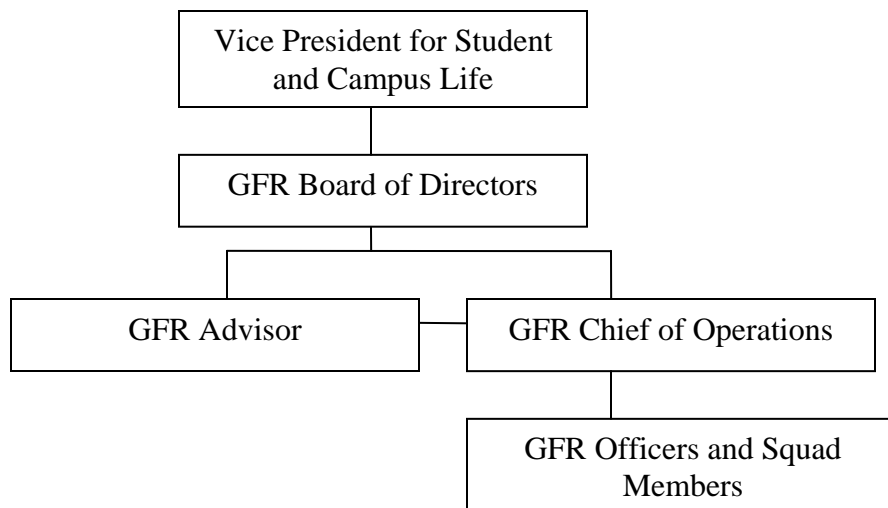 Vice President for Student
and Campus Life
GFR Board of Directors
GFR Advisor
GFR Chief of Operations
GFR Officers and Squad
Members